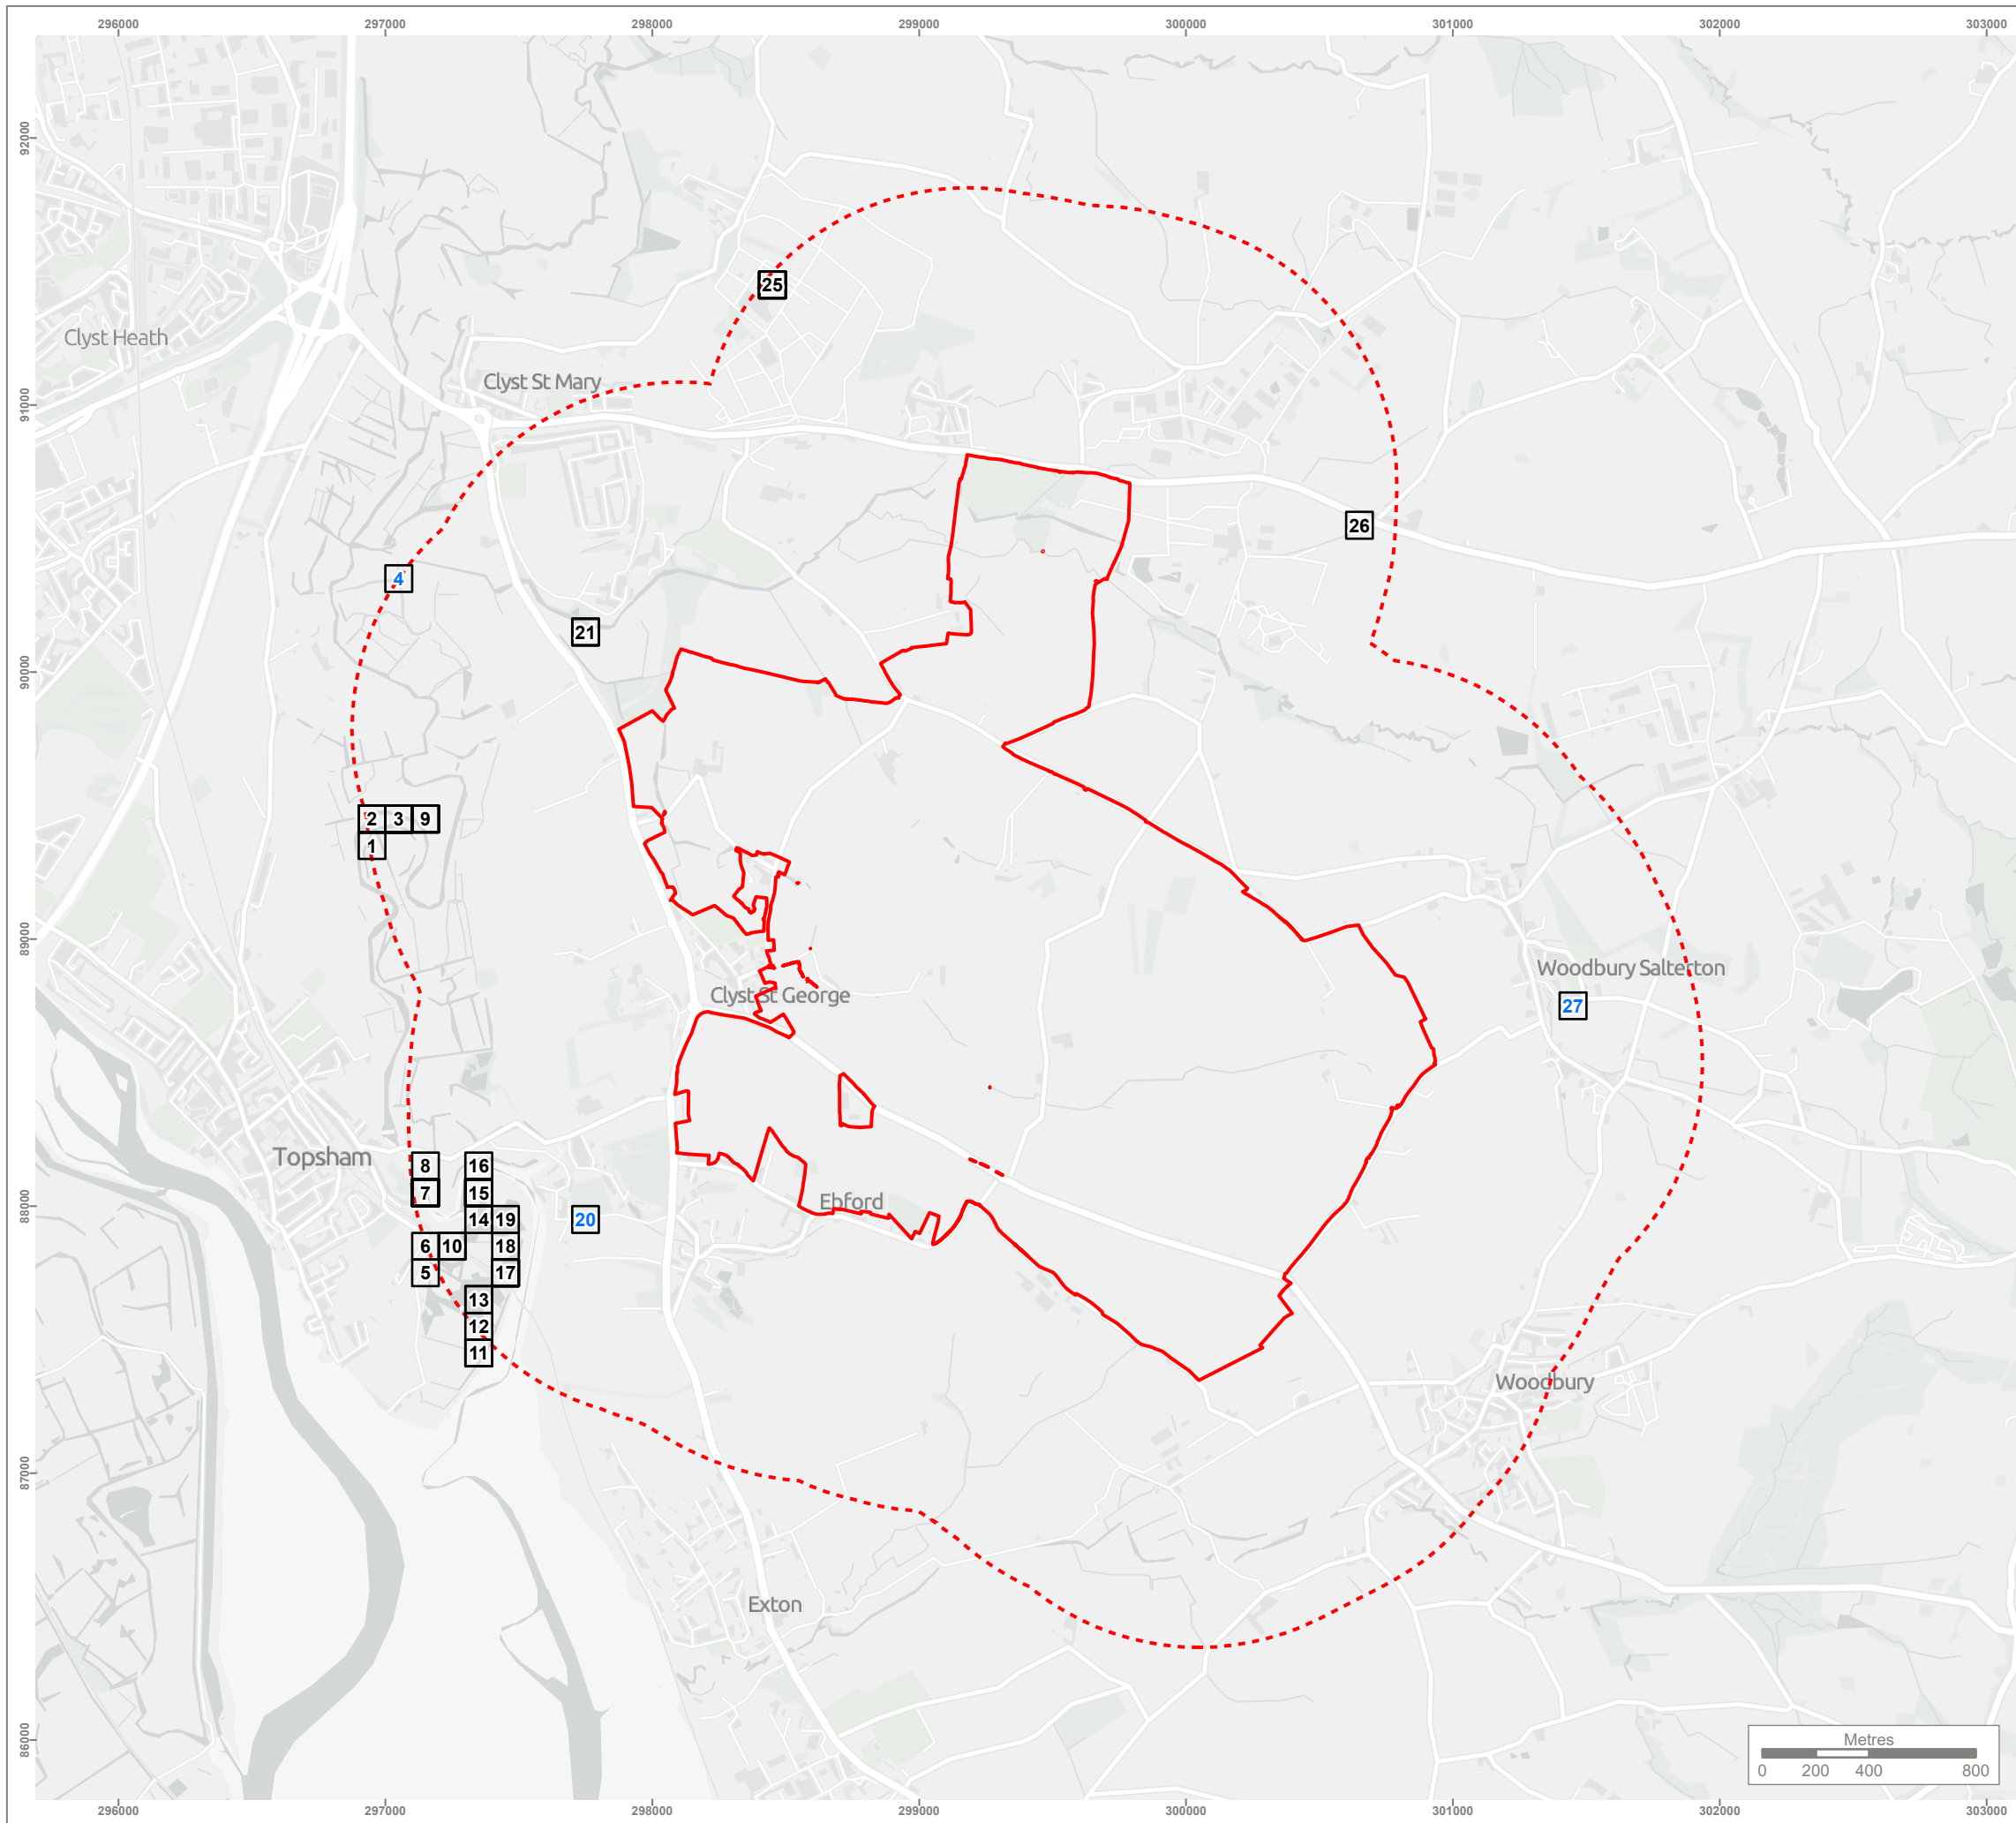 296000 297000 298000 299000 300000 301000 302000 303000
92000
25
Clyst Heath
Clyst St Mary
91000
26
4
21
90000
2 3 9
1
89000
Woodbury Salterton
Clyst St George
27
Topsham
8 16
7 15
Ebford
88000
14 19
20
6 10 18
5 17
13
12
11
Woodbury
87000
Exton
86000
Metres
0 200 400 800
296000 297000 298000 299000 300000 301000 302000 303000